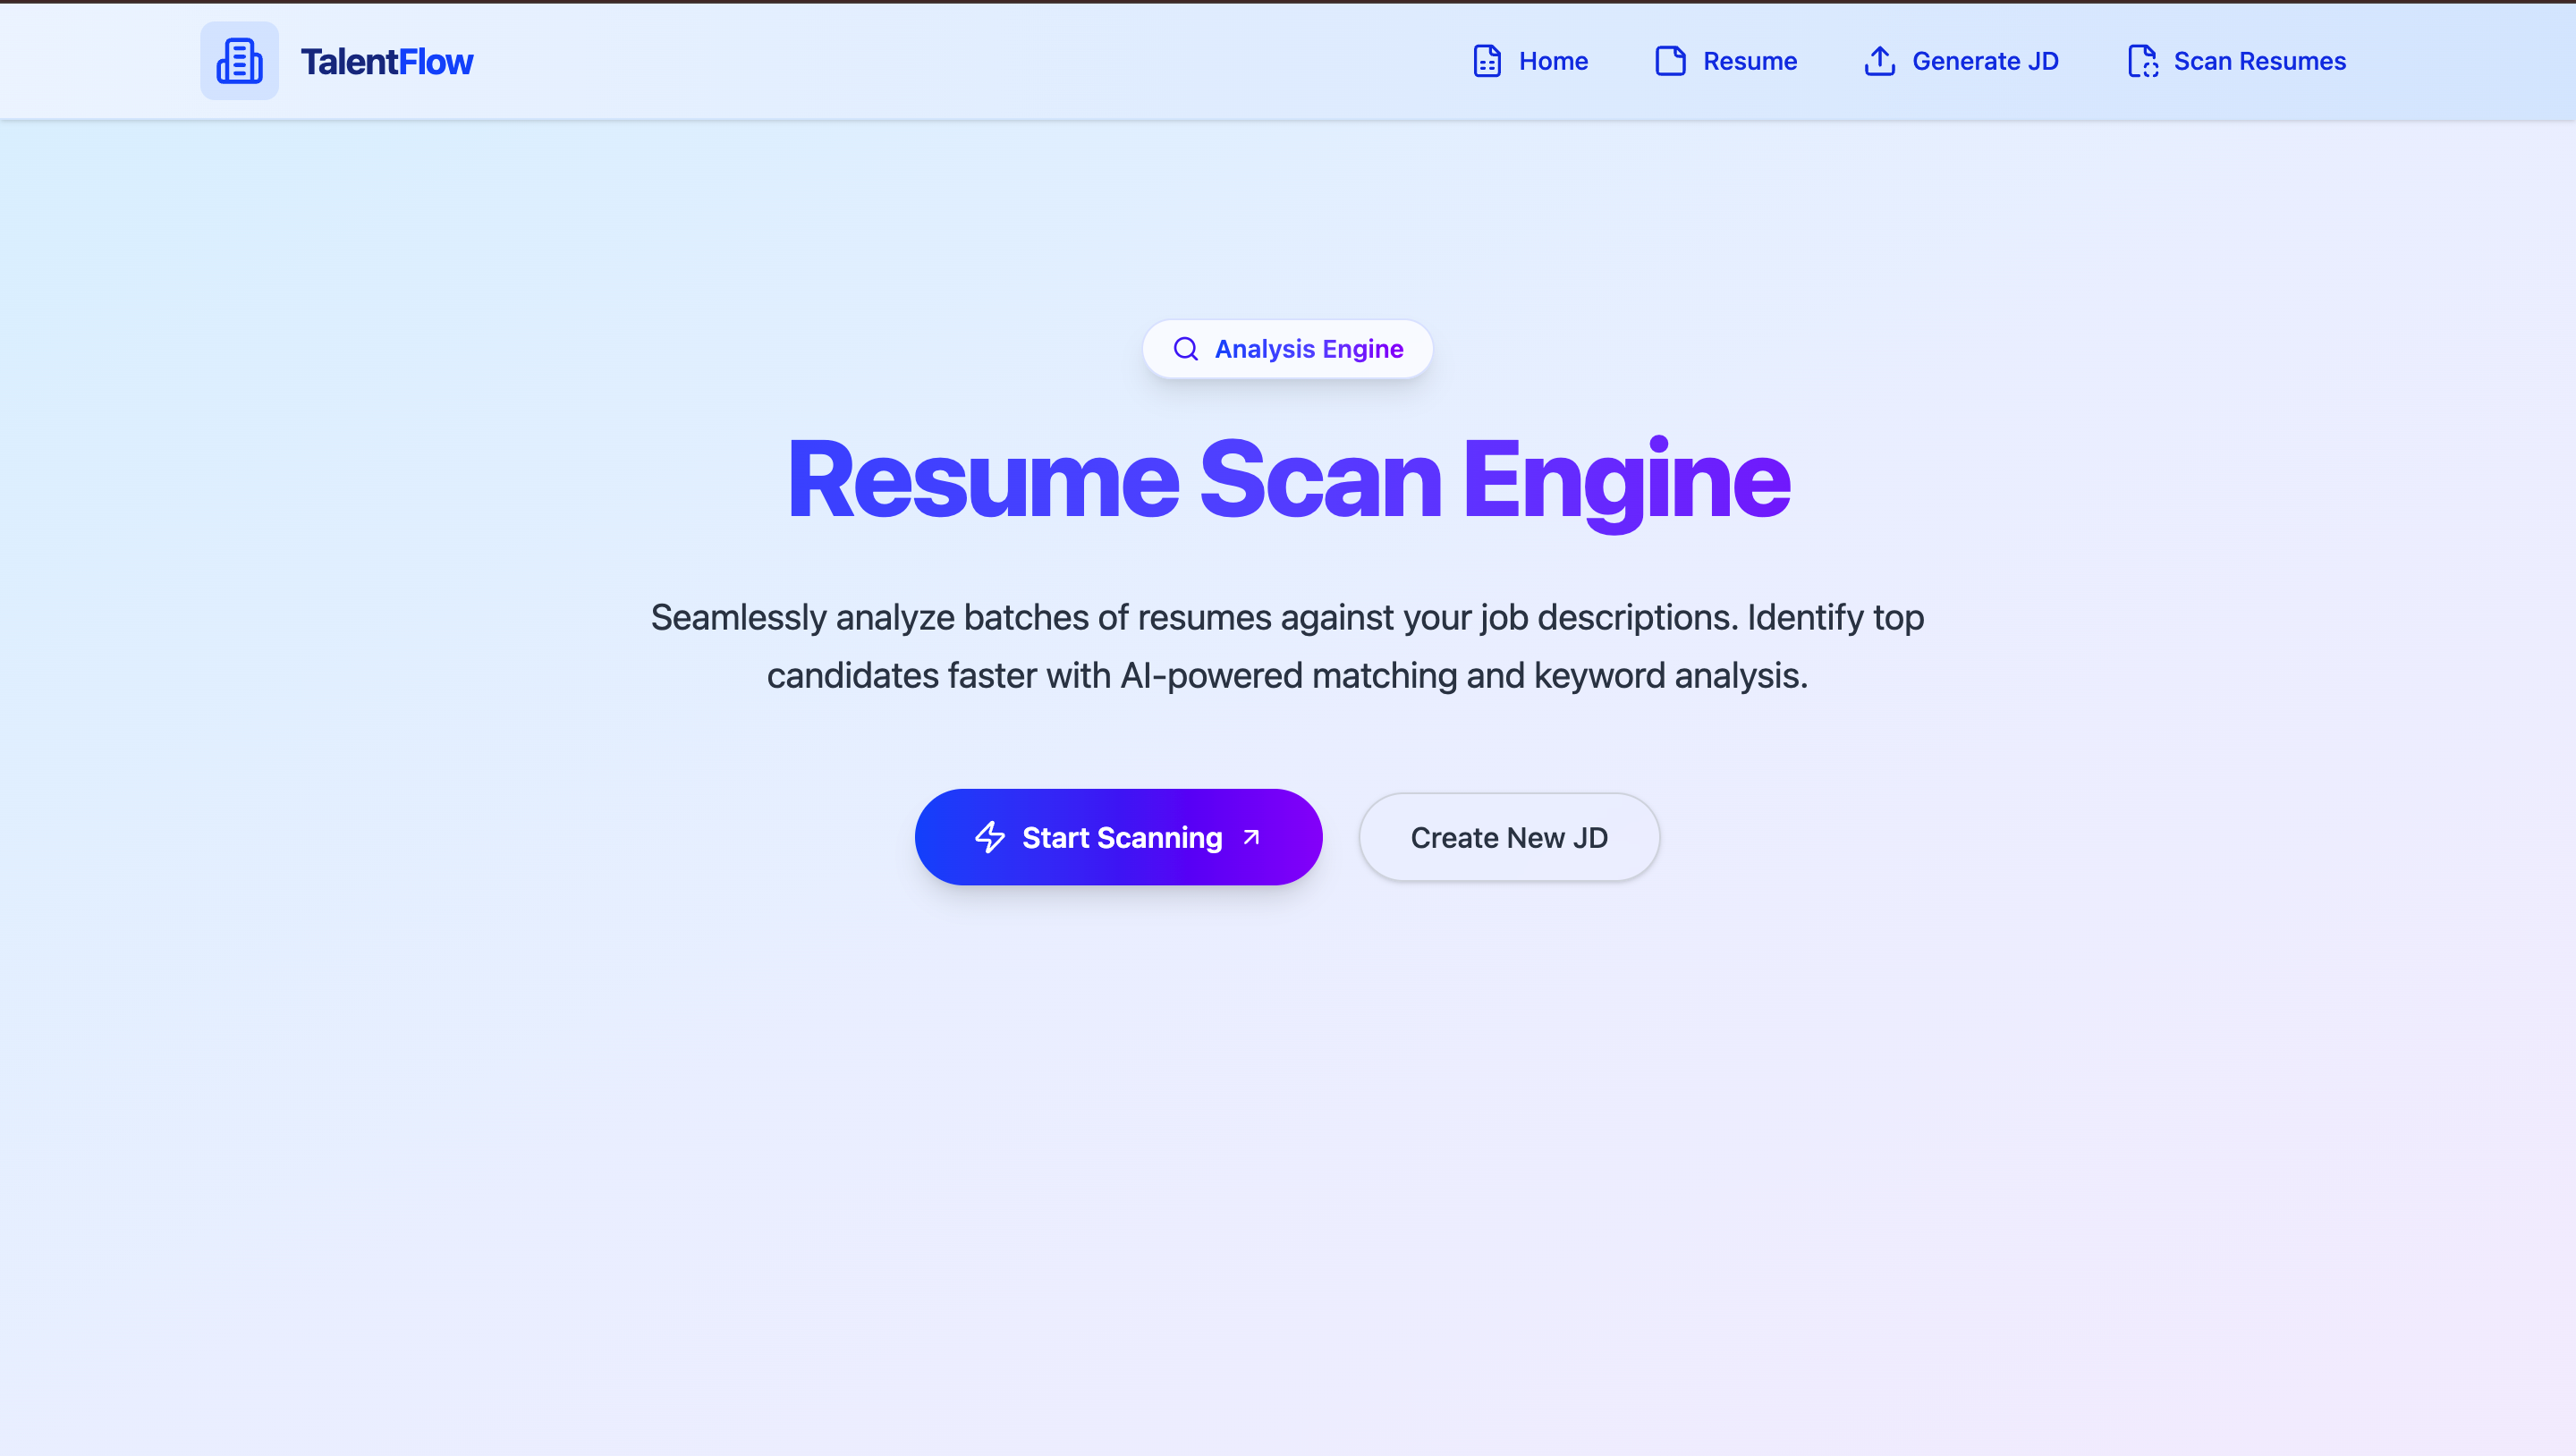 TalentFlow
Home
Resume
Generate JD
Scan Resumes
Analysis Engine
Resume Scan Engine
Seamlessly analyze batches of resumes against your job descriptions. Identify top
candidates faster with AI-powered matching and keyword analysis.
Start Scanning
Create New JD